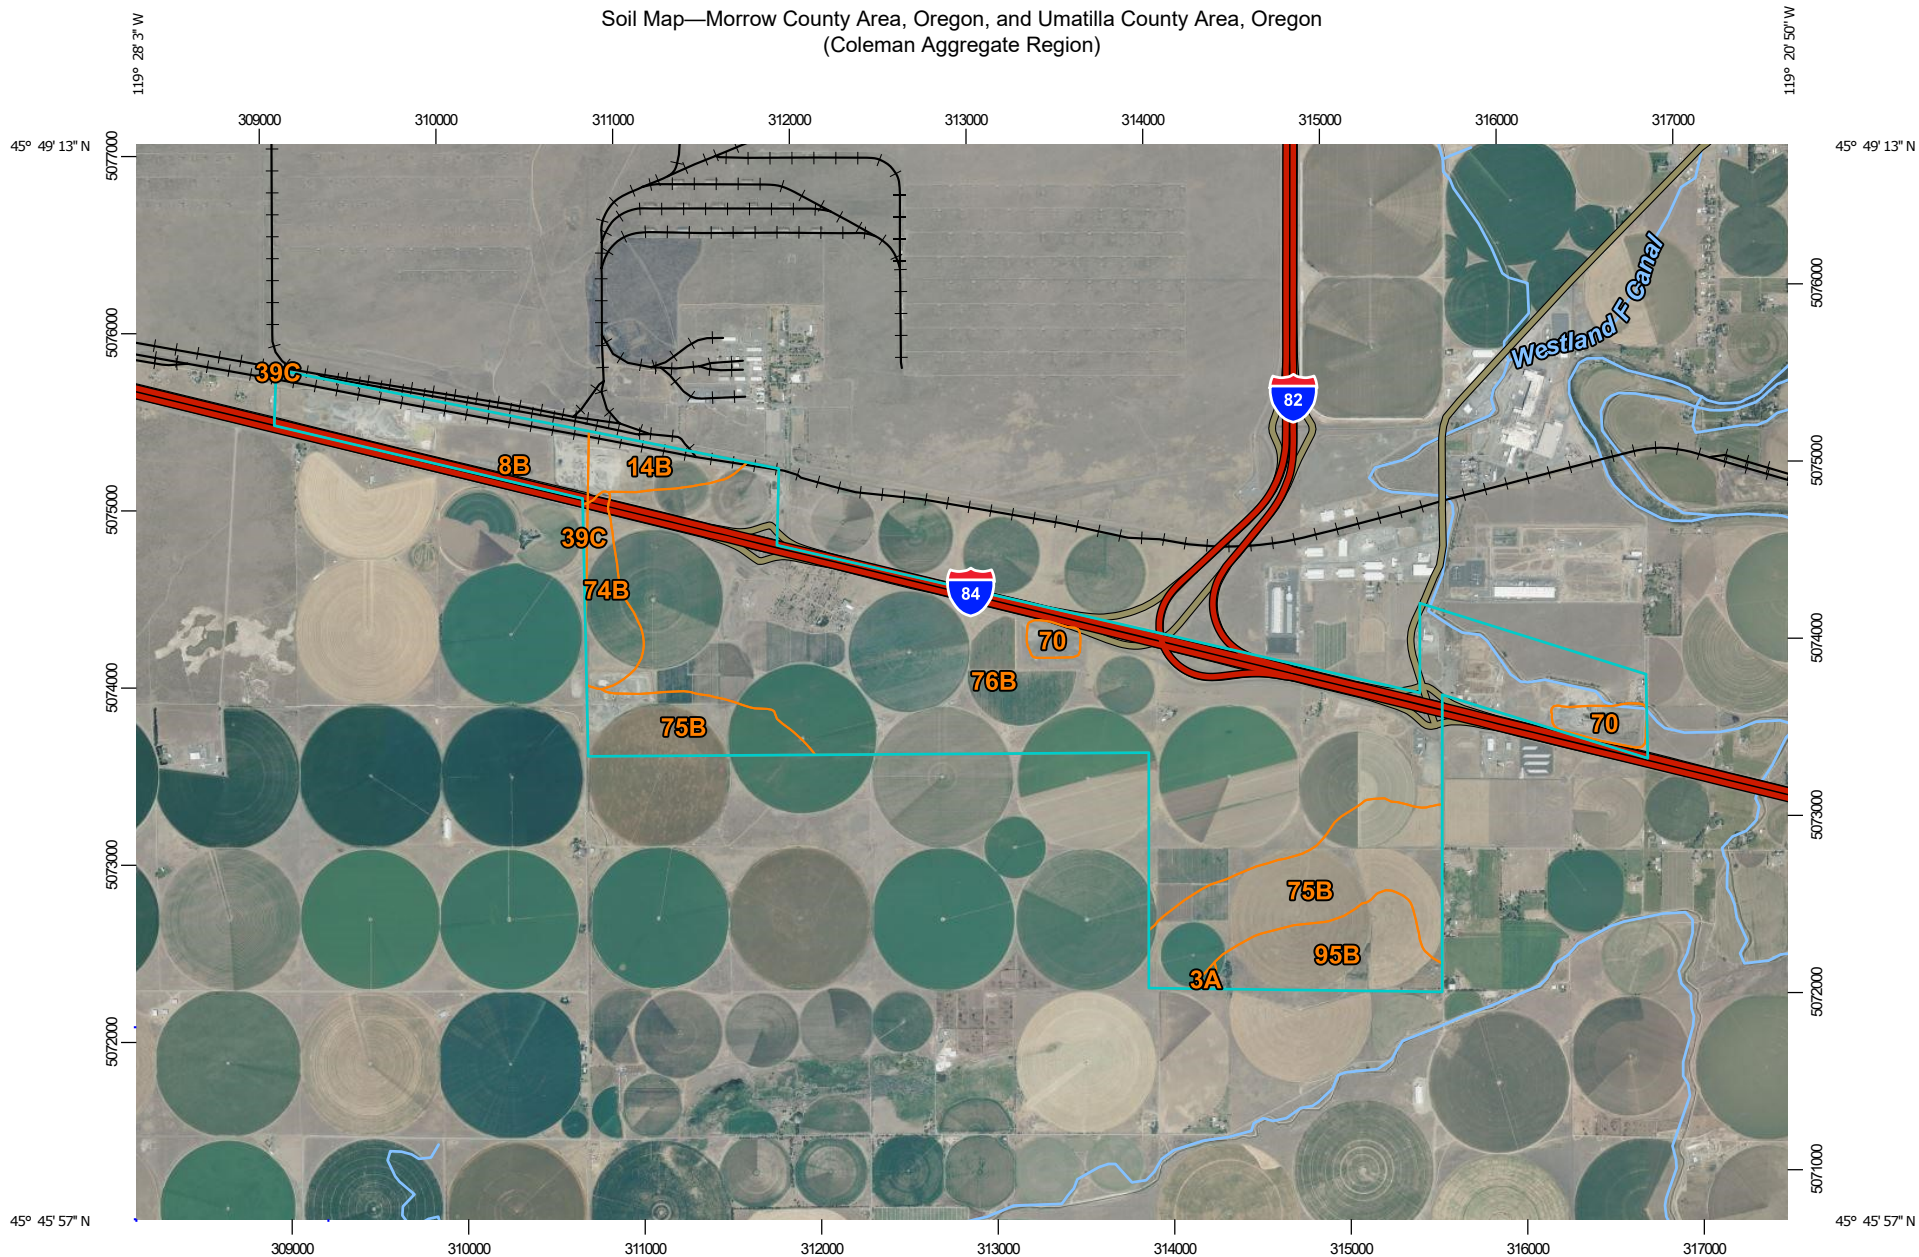 Soil Map—Morrow County Area, Oregon, and Umatilla County Area, Oregon
(Coleman Aggregate Region)
119° 28' 3" W
119° 20' 50" W
309000 310000 311000 312000 313000 314000 315000 316000 317000
45° 49' 13" N
45° 49' 13" N
5077000
5076000
5075000
5074000
5073000
5072000
5076000
5075000
5074000
5073000
5072000
5071000
Westland F Canal
39C
82
8B
14B
39C
74B
84
70
76B
75B
70
75B
95B
3A
45° 45' 57" N
45° 45' 57" N
309000 310000 311000 312000 313000 314000 315000 316000 317000